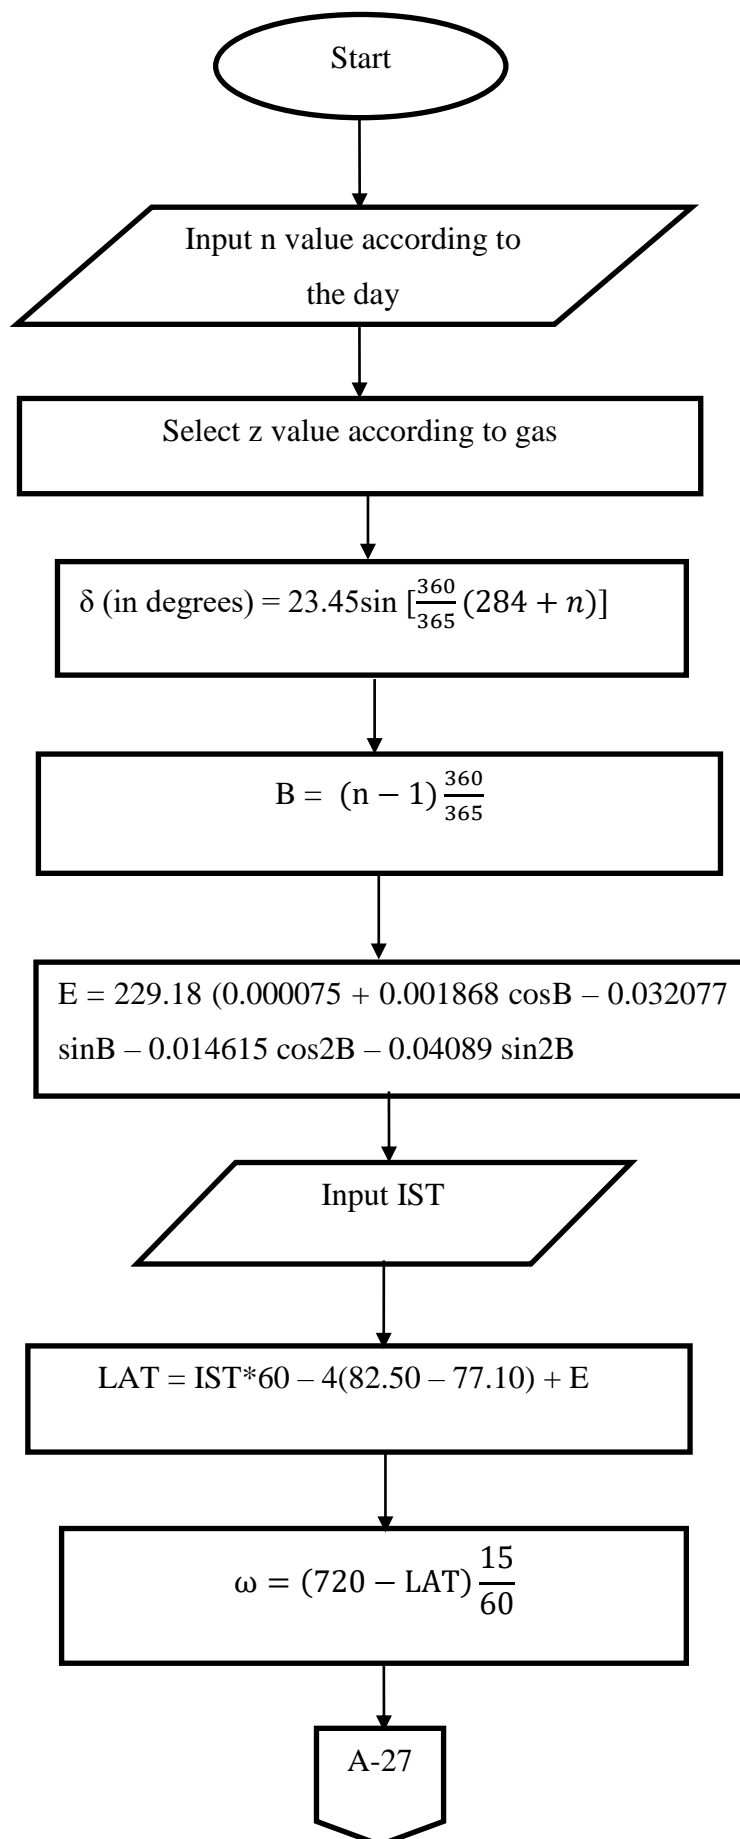 Start
Input n value according to
the day
Select z value according to gas
δ (in degrees) = 23.45sin [360/365 (284 + n)]
B = (n − 1) 360/365
E = 229.18 (0.000075 + 0.001868 cosB – 0.032077
sinB – 0.014615 cos2B – 0.04089 sin2B
Input IST
LAT = IST*60 – 4(82.50 – 77.10) + E
ω = (720 − LAT) 15/60
A-27